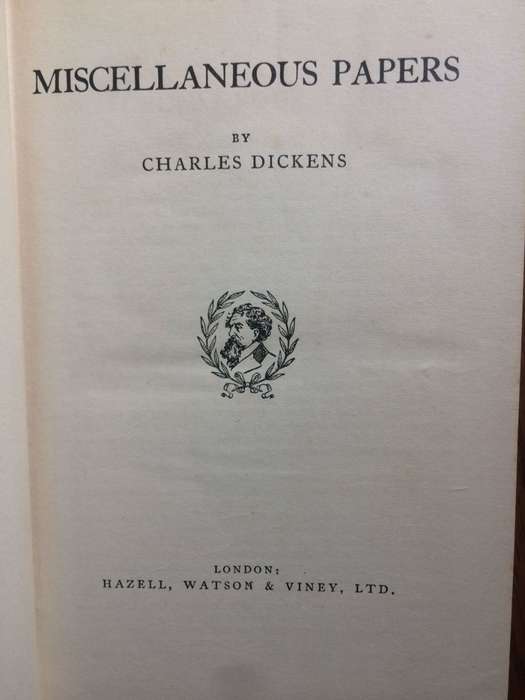 MISCELLANEOUS PAPERS
BY
CHARLES DICKENS
LONDON:
HAZELL, WATSON & VINEY, LTD.